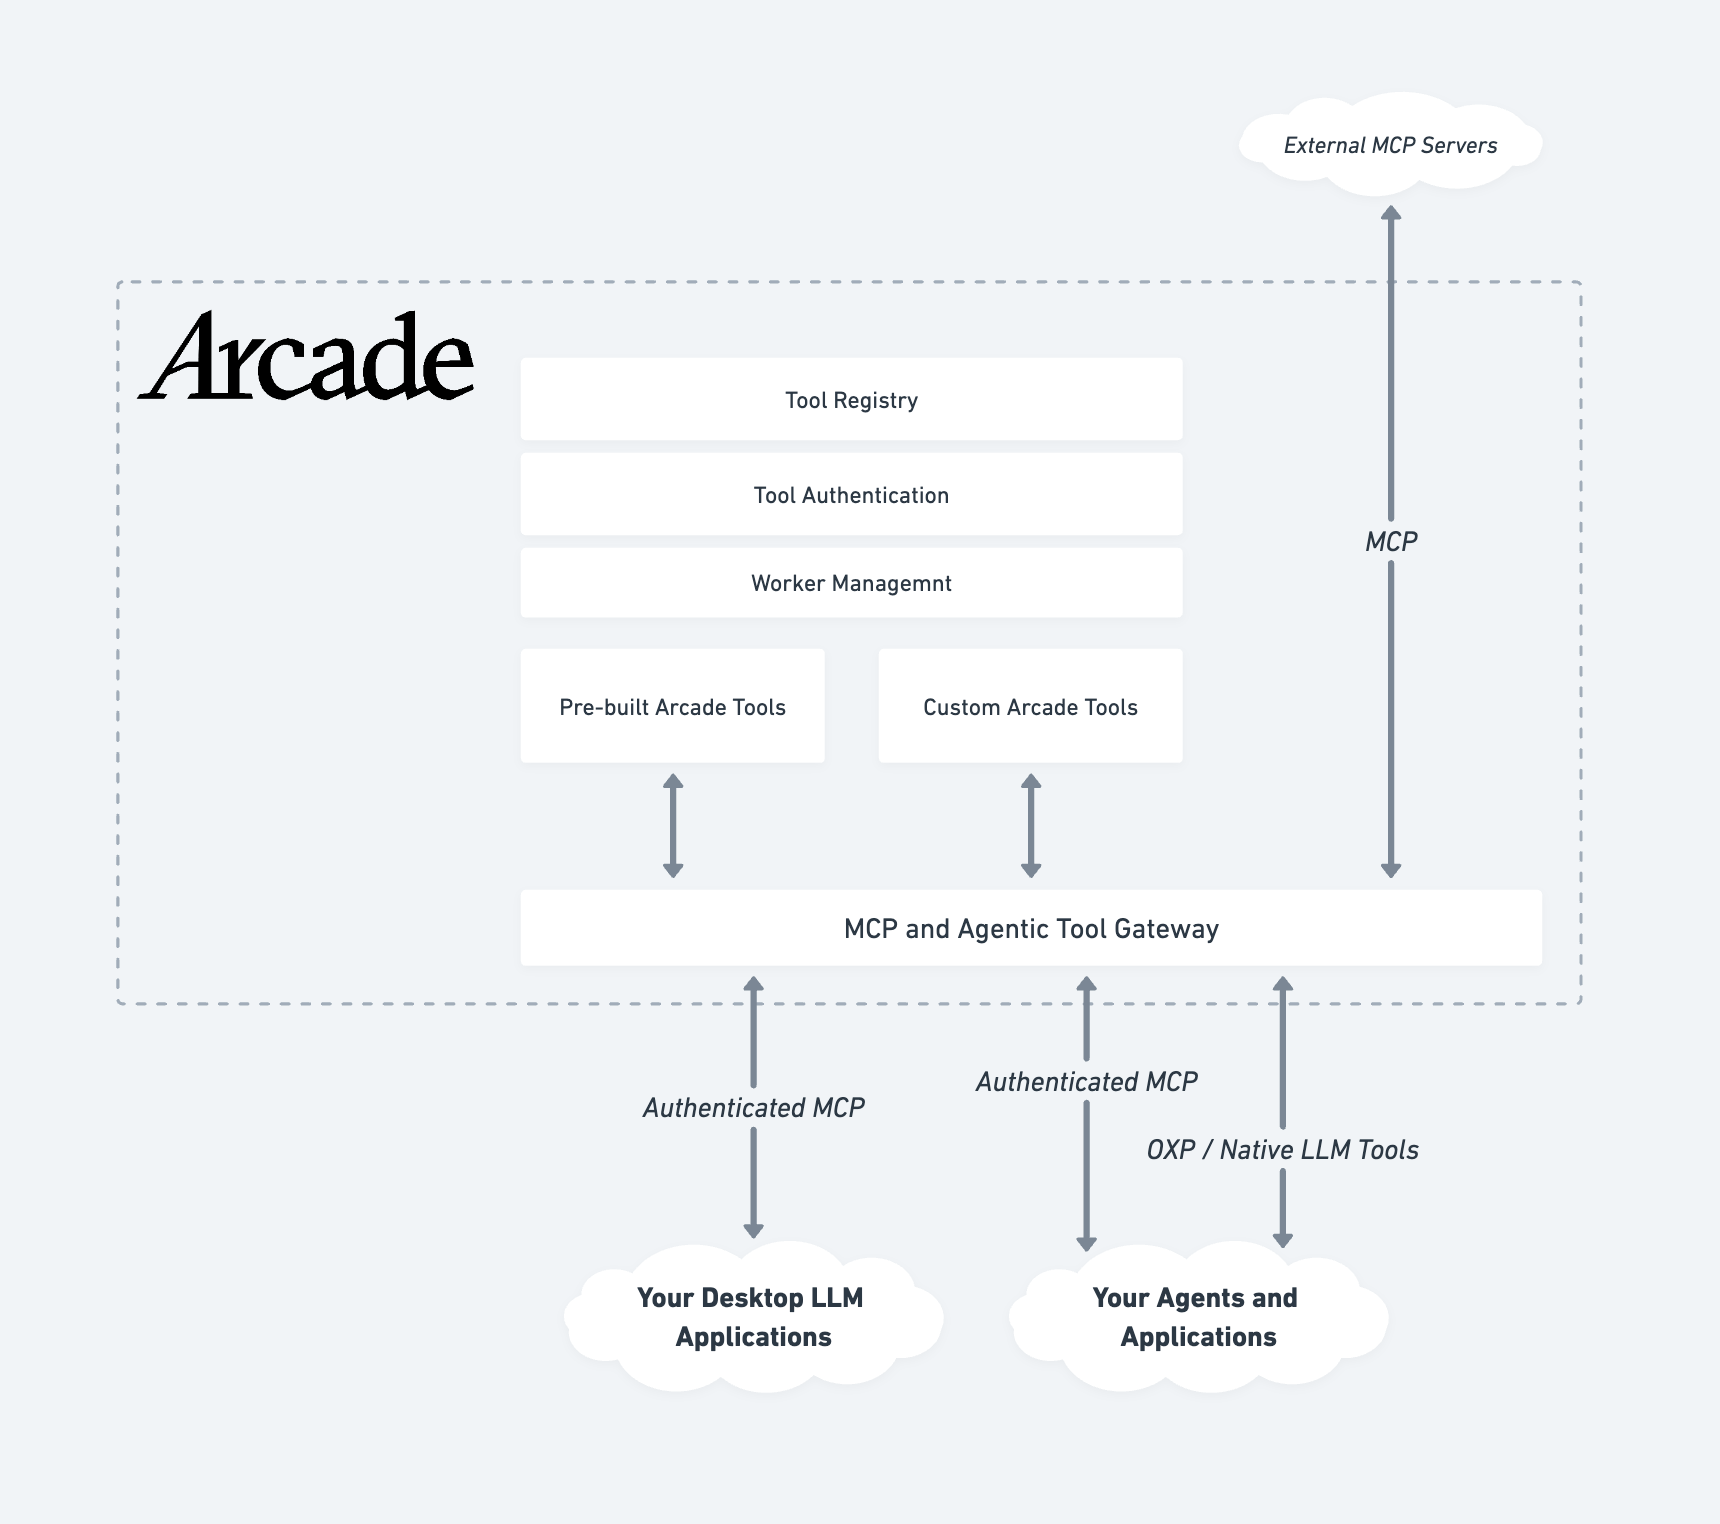 External MCP Servers
Arcade
Tool Registry
Tool Authentication
Worker Managemnt
MCP
Pre-built Arcade Tools
Custom Arcade Tools
MCP and Agentic Tool Gateway
Authenticated MCP
Authenticated MCP
OXP / Native LLM Tools
Your Desktop LLM
Applications
Your Agents and
Applications